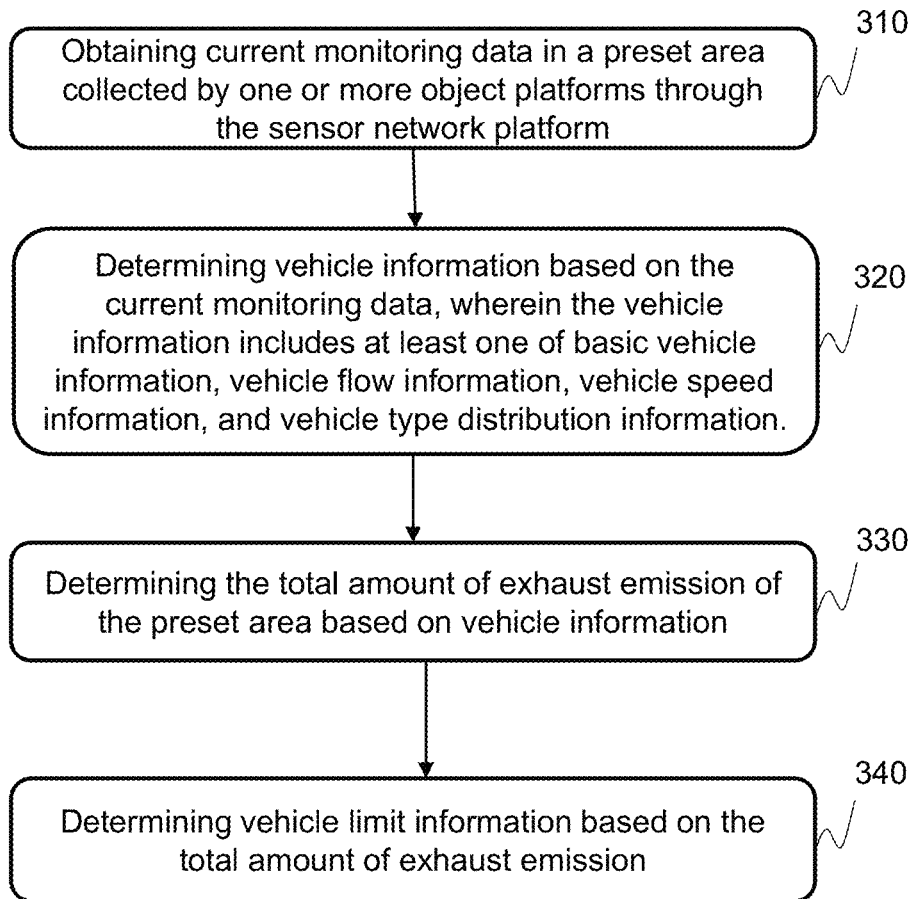 310
Obtaining current monitoring data in a preset area
collected by one or more object platforms through
the sensor network platform
320
Determining vehicle information based on the
current monitoring data, wherein the vehicle
information includes at least one of basic vehicle
information, vehicle flow information, vehicle speed
information, and vehicle type distribution information.
330
Determining the total amount of exhaust emission of
the preset area based on vehicle information
340
Determining vehicle limit information based on the
total amount of exhaust emission